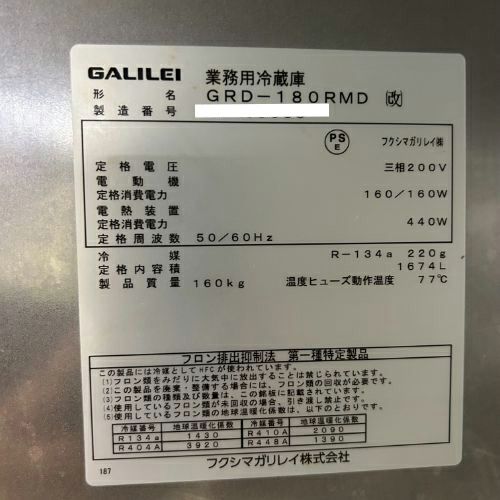 GALILEI 業務用冷蔵庫
形名 GRD-180RMD 改
製造番号
PS E フクシマガリレイ㈱
定格電圧 三相200V
電動機
定格消費電力 160/160W
電熱装置
定格消費電力 440W
定格周波数 50/60Hz
冷媒 R-134a 220g
定格内容積 1674L
製品質量 160kg 温度ヒューズ動作温度 77℃
フロン排出抑制法 第一種特定製品
この製品には冷媒としてHFCが使われています。
(1)フロン類をみだりに大気中に放出することは禁じられています。
(2)この製品を廃棄・整備する場合には、フロン類の回収が必要です。
(3)フロン類の種類及び数量は、この銘板に記載されています。
(4)使用しているフロン類が未回収の場合、引き渡し禁止です。
(5)使用しているフロン類の地球温暖化係数は、以下のとおりです。
冷媒番号 地球温暖化係数 冷媒番号 地球温暖化係数
R134a 1430 R410A 2090
R404A 3920 R448A 1390
187 フクシマガリレイ株式会社